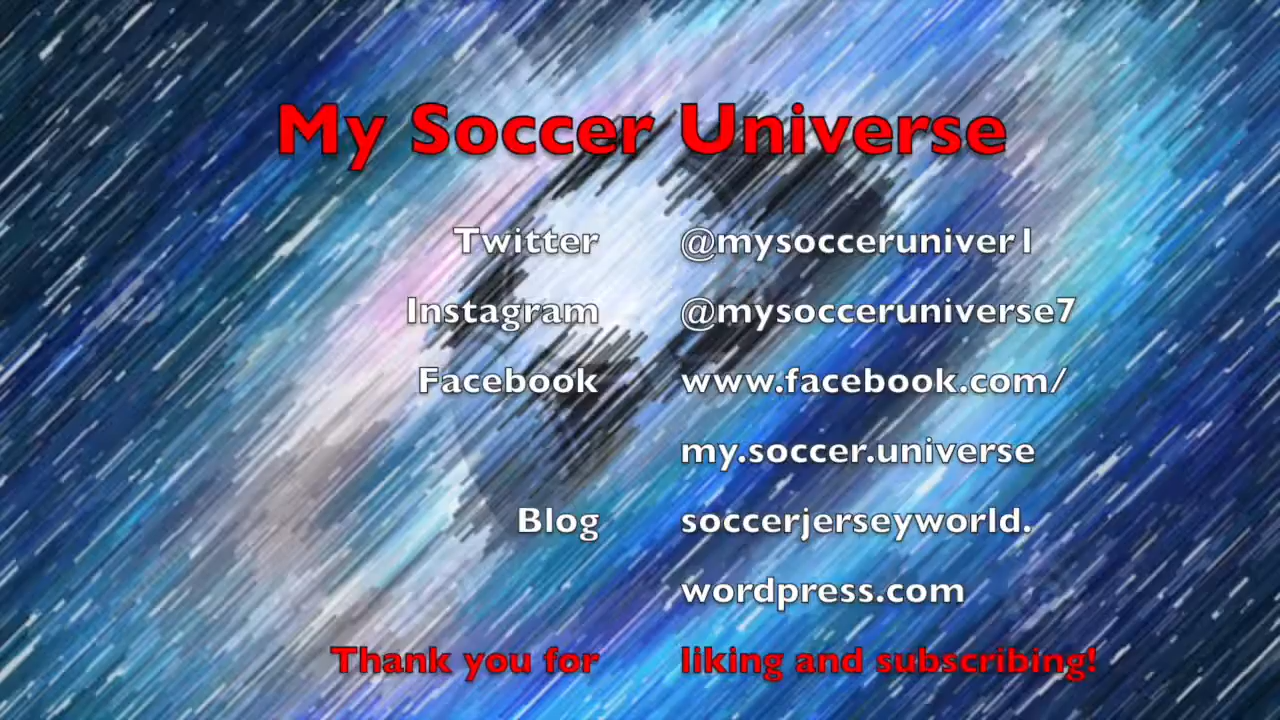 My Soccer Universe
Twitter @mysocceruniver1
Instagram @mysocceruniverse7
Facebook www.facebook.com/
my.soccer.universe
Blog soccerjerseyworld.
wordpress.com
Thank you for liking and subscribing!